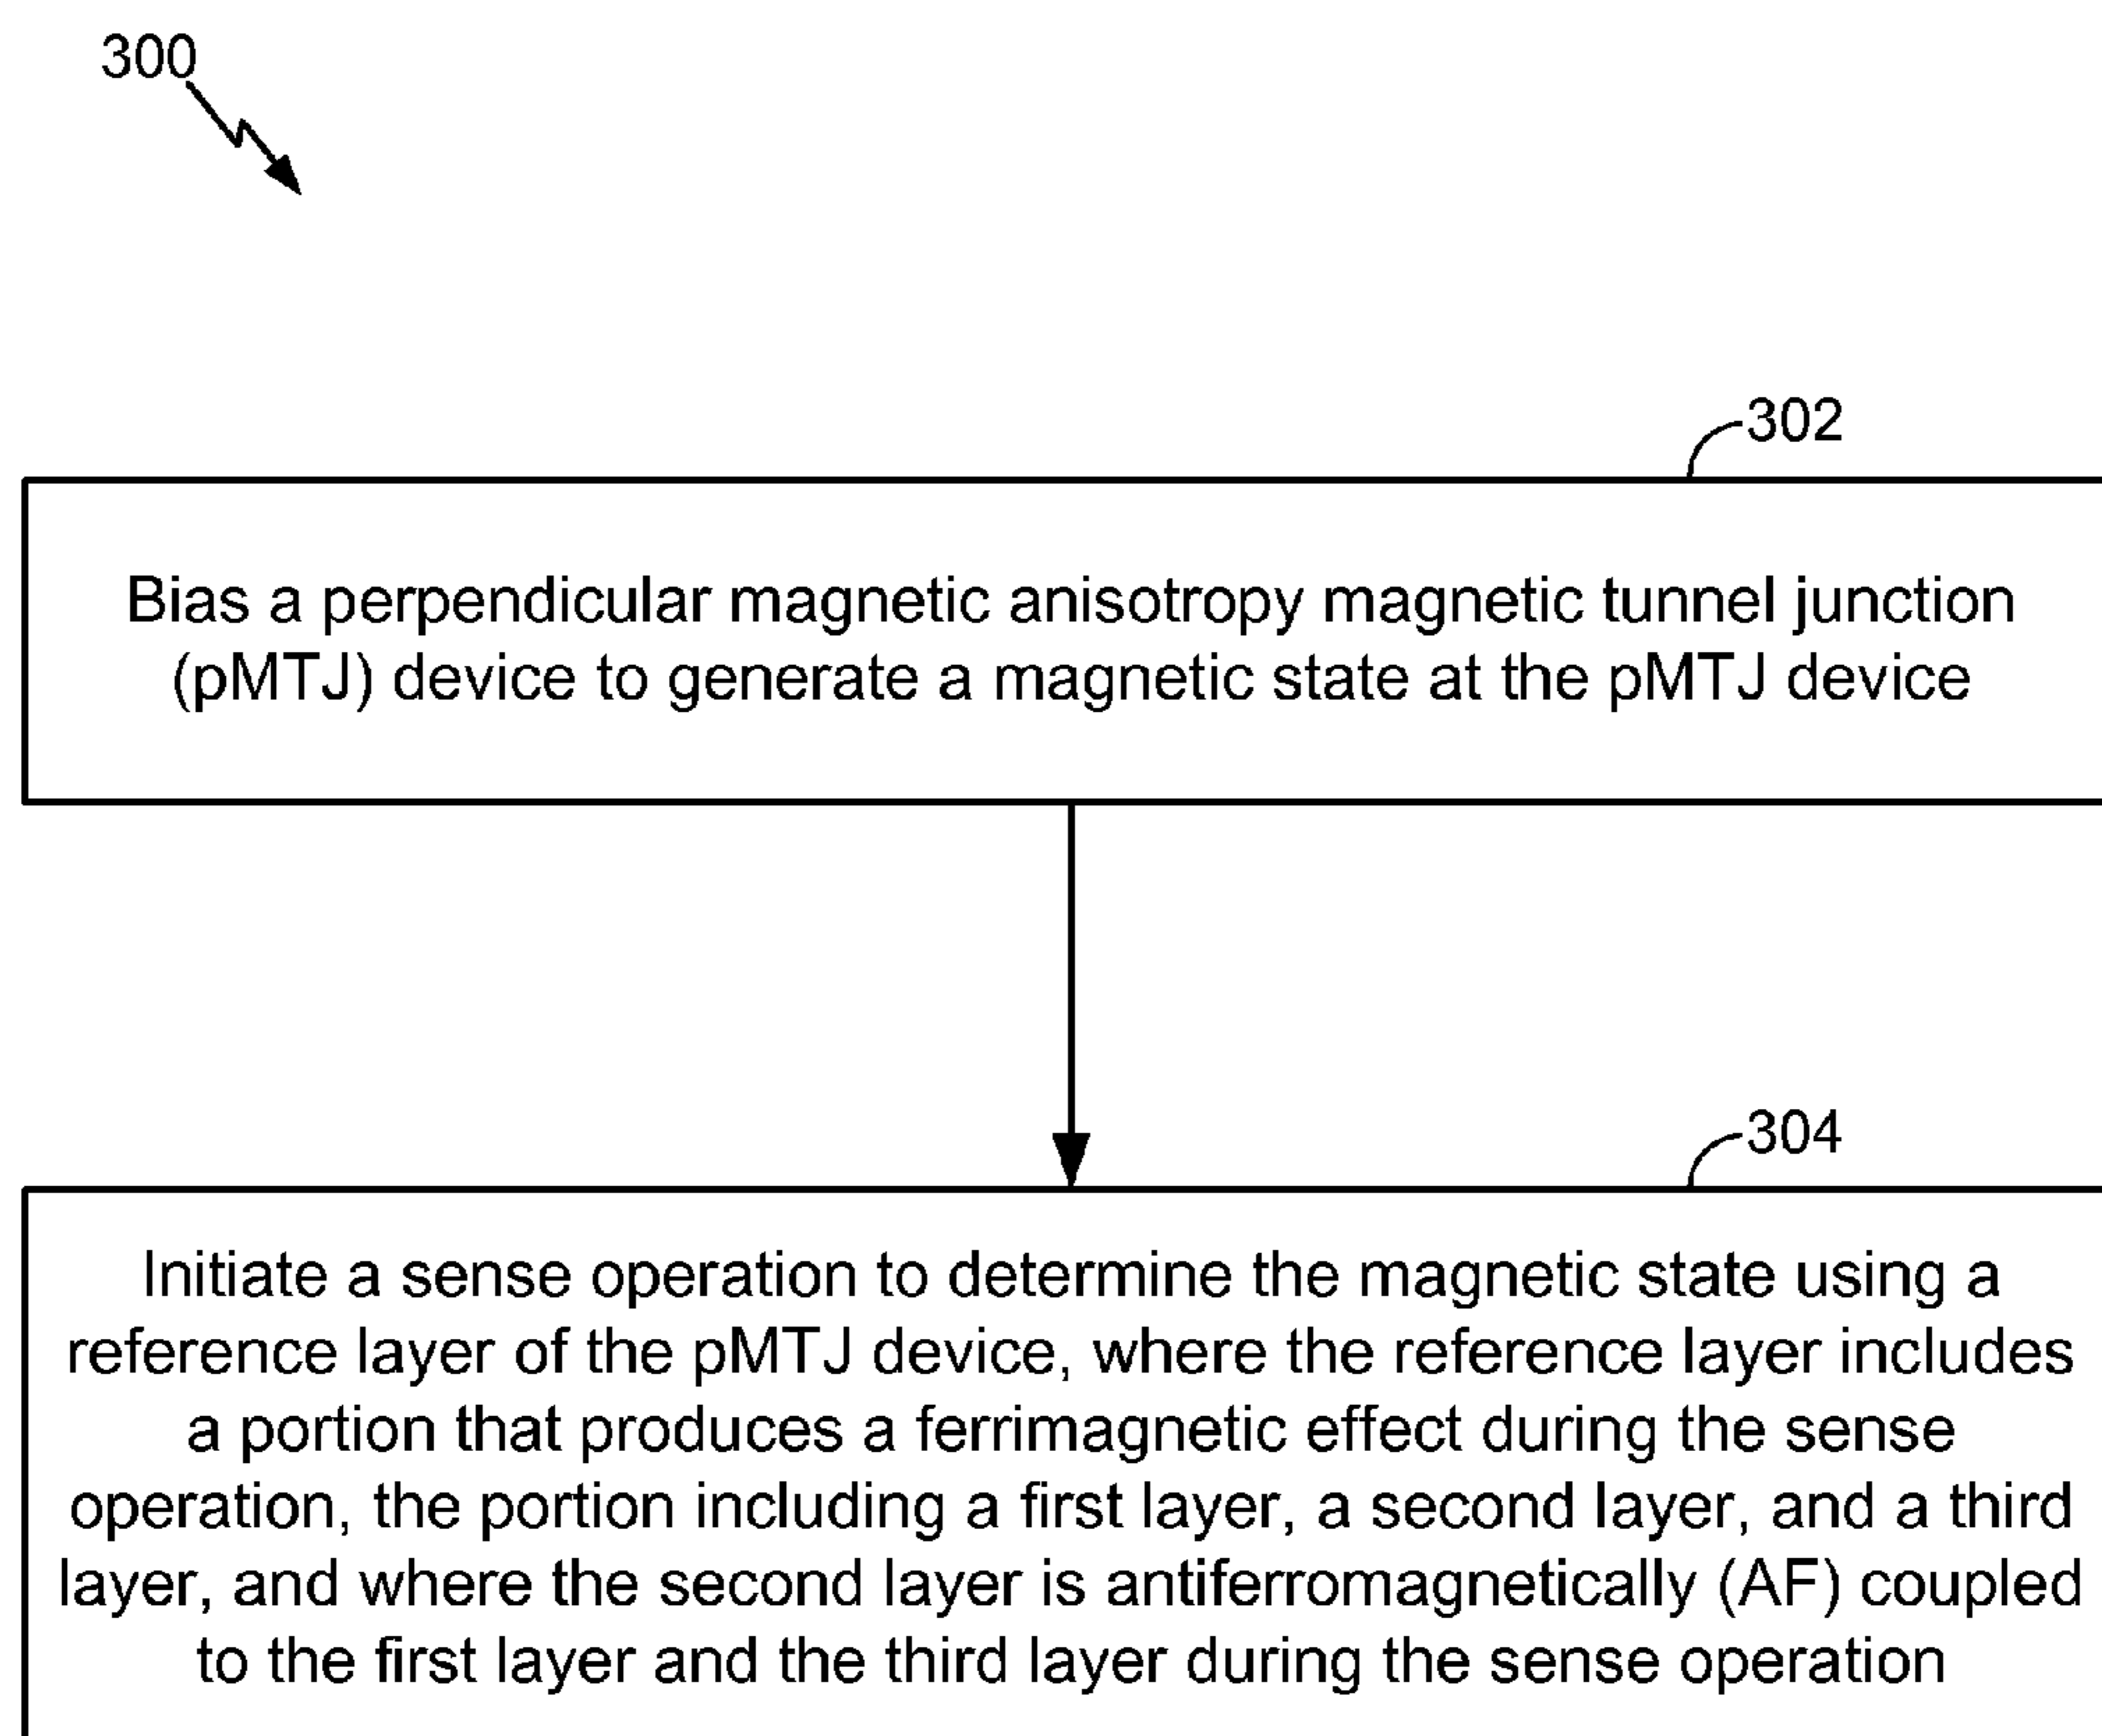 300
302
Bias a perpendicular magnetic anisotropy magnetic tunnel junction
(pMTJ) device to generate a magnetic state at the pMTJ device
304
Initiate a sense operation to determine the magnetic state using a
reference layer of the pMTJ device, where the reference layer includes
a portion that produces a ferrimagnetic effect during the sense
operation, the portion including a first layer, a second layer, and a third
layer, and where the second layer is antiferromagnetically (AF) coupled
to the first layer and the third layer during the sense operation